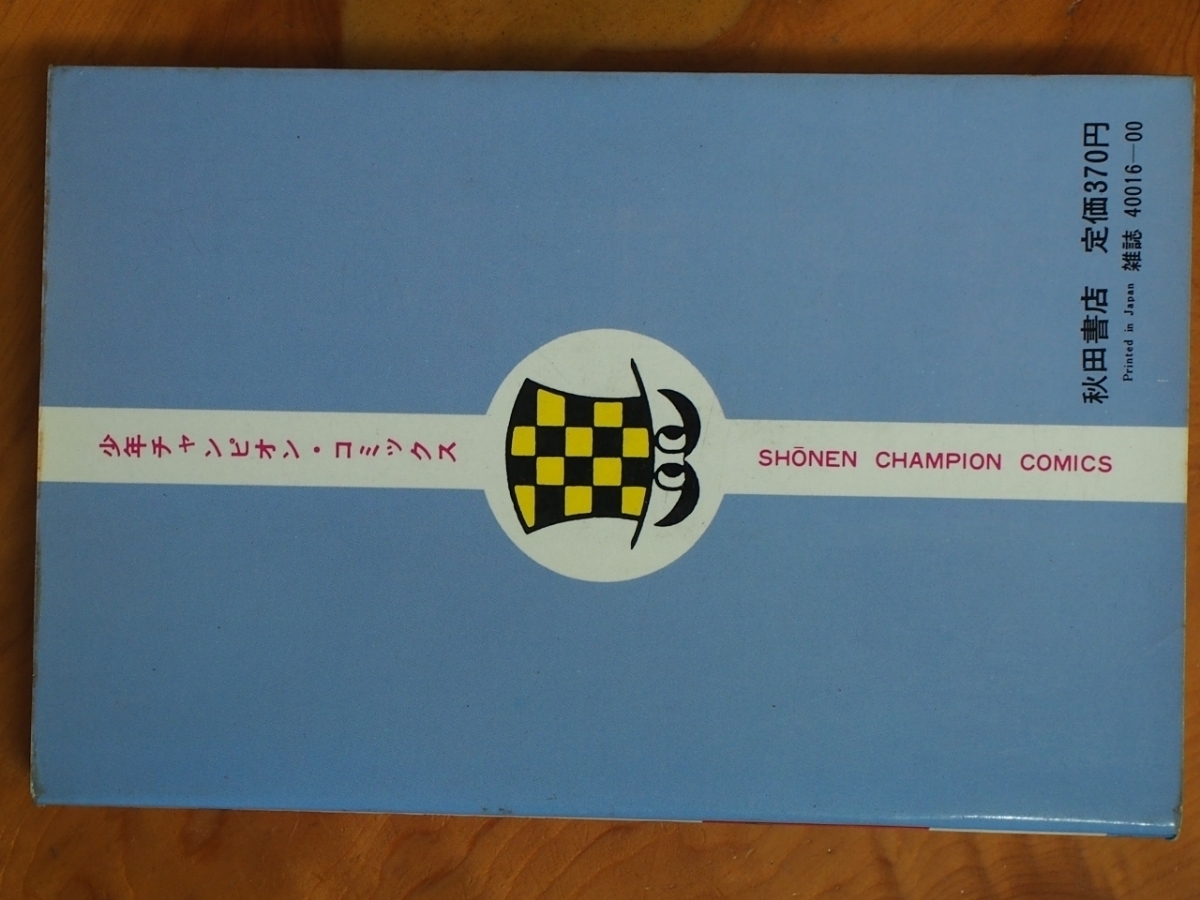 少年チャンピオン・コミックス
SHŌNEN CHAMPION COMICS
秋田書店 定価370円
Printed in Japan 雑誌 40016—00